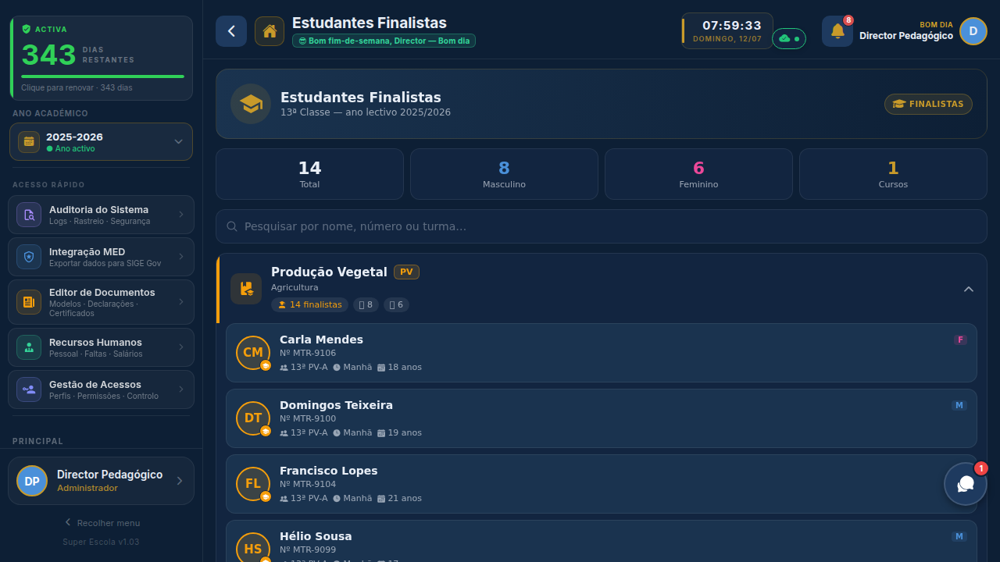 ACTIVA
343
DIAS
RESTANTES
Clique para renovar · 343 dias
ANO ACADÉMICO
2025-2026
Ano activo
ACESSO RÁPIDO
Auditoria do Sistema
Logs · Rastreio · Segurança
Integração MED
Exportar dados para SIGE Gov
Editor de Documentos
Modelos · Declarações ·
Certificados
Recursos Humanos
Pessoal · Faltas · Salários
Gestão de Acessos
Perfis · Permissões · Controlo
PRINCIPAL
DP
Director Pedagógico
Administrador
Recolher menu
Super Escola v1.03
Estudantes Finalistas
😎 Bom fim-de-semana, Director — Bom dia
07:59:33
DOMINGO, 12/07
8
BOM DIA
Director Pedagógico
D
Estudantes Finalistas
13ª Classe — ano lectivo 2025/2026
FINALISTAS
14
Total
8
Masculino
6
Feminino
1
Cursos
Pesquisar por nome, número ou turma…
Produção Vegetal PV
Agricultura
14 finalistas 8 6
CM
Carla Mendes
F
Nº MTR-9106
13ª PV-A Manhã 18 anos
DT
Domingos Teixeira
M
Nº MTR-9100
13ª PV-A Manhã 19 anos
FL
Francisco Lopes
Nº MTR-9104
13ª PV-A Manhã 21 anos
1
HS
Hélio Sousa
M
Nº MTR-9099